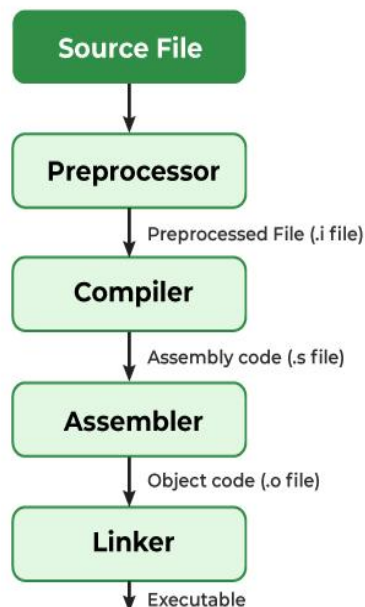 Source File
Preprocessor
Preprocessed File (.i file)
Compiler
Assembly code (.s file)
Assembler
Object code (.o file)
Linker
Executable